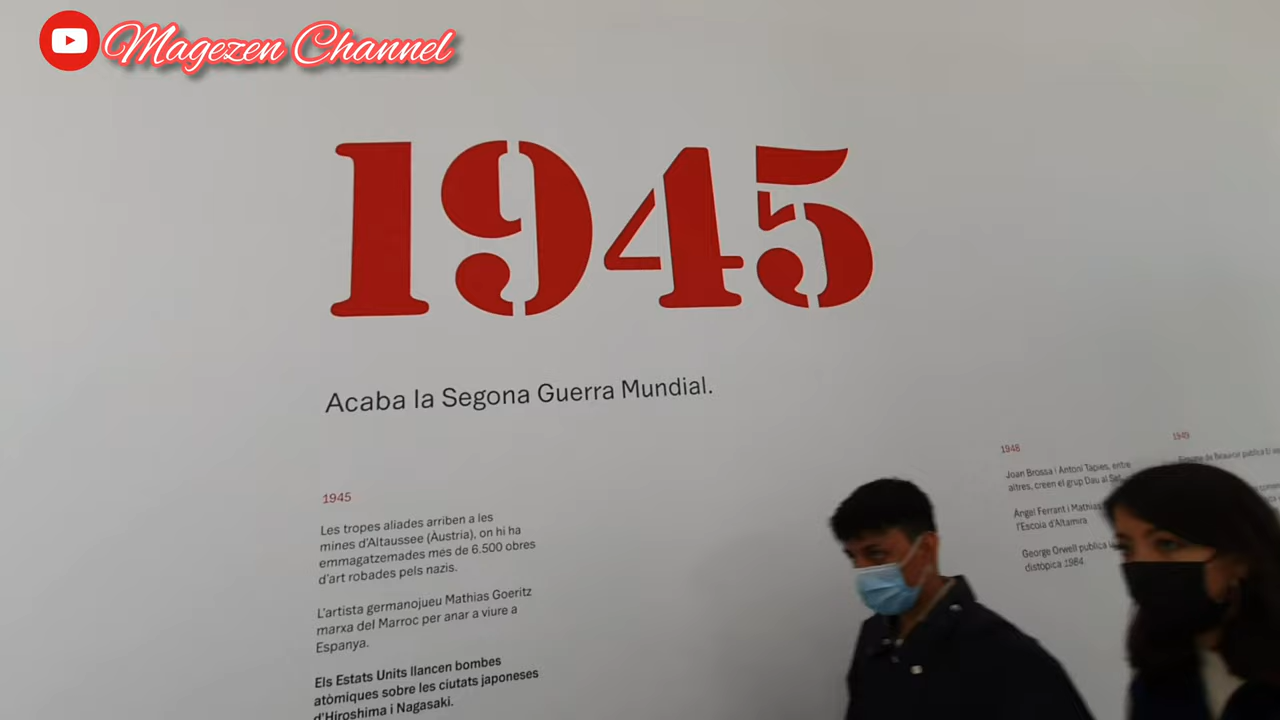 Magezen Channel
1945
Acaba la Segona Guerra Mundial.
1945
Les tropes aliades arriben a les
mines d'Altaussee (Àustria), on hi ha
emmagatzemades més de 6.500 obres
d'art robades pels nazis.
L'artista germanojueu Mathias Goeritz
marxa del Marroc per anar a viure a
Espanya.
Els Estats Units llancen bombes
atòmiques sobre les ciutats japoneses
d'Hiroshima i Nagasaki.
1948
Joan Brossa i Antoni Tàpies, entre
altres, creen el grup Dau al Set.
Àngel Ferrant i Mathias
l'Escola d'Altamira.
George Orwell publica
distòpica 1984.
1949
Simone de Beauvoir publica